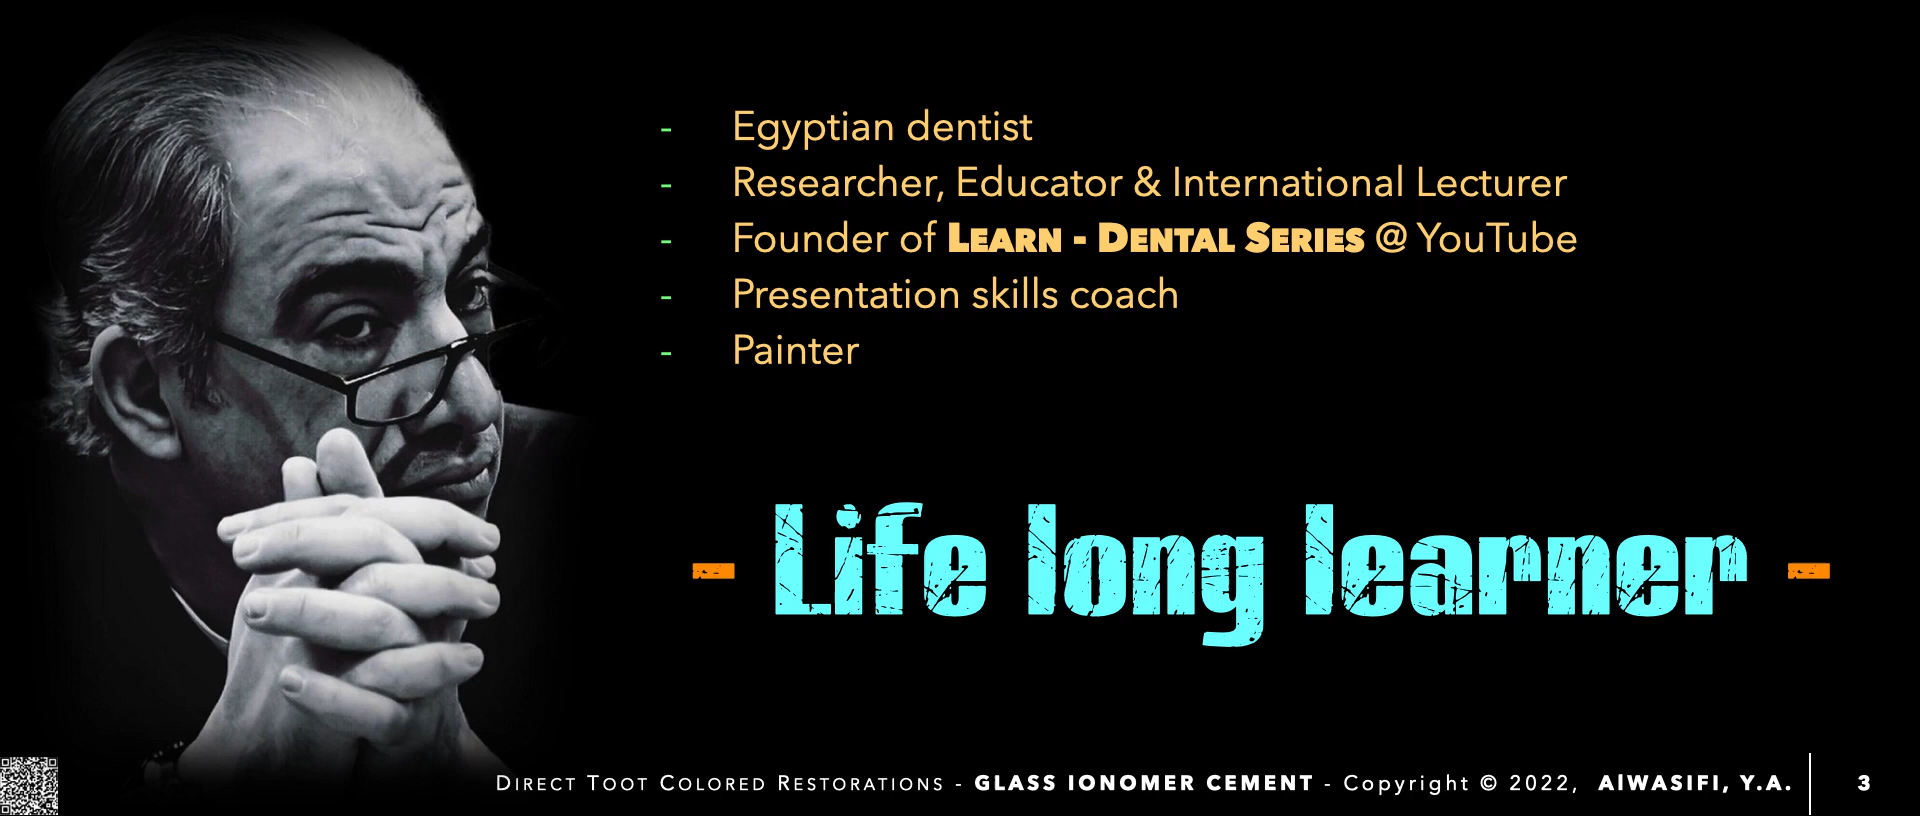 - Egyptian dentist
- Researcher, Educator & International Lecturer
- Founder of LEARN - DENTAL SERIES @ YouTube
- Presentation skills coach
- Painter
- Life long learner -
DIRECT TOOT COLORED RESTORATIONS - GLASS IONOMER CEMENT - Copyright © 2022, AlWASIFI, Y.A. 3